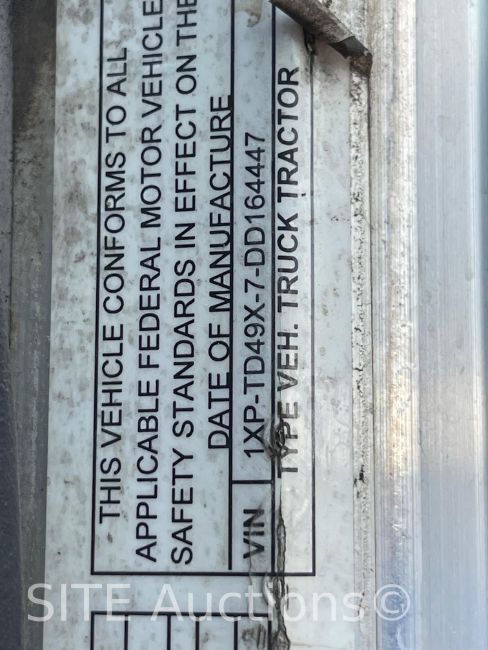 THIS VEHICLE CONFORMS TO ALL
APPLICABLE FEDERAL MOTOR VEHICLE
SAFETY STANDARDS IN EFFECT ON THE
DATE OF MANUFACTURE
VIN 1XP-TD49X-7-DD164447
TYPE VEH. TRUCK TRACTOR
SITE Auctions©